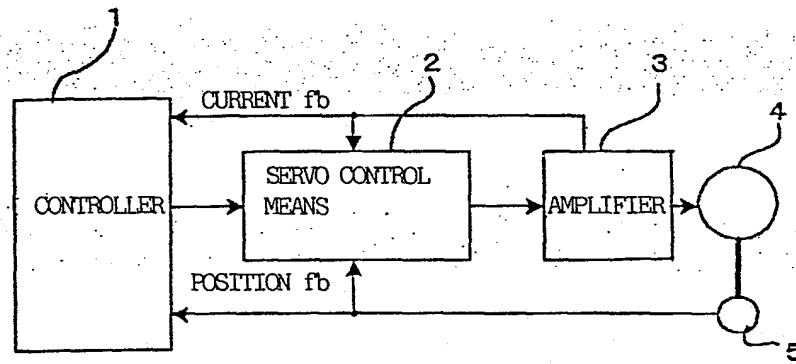 1
2
3
4
CURRENT fb
SERVO CONTROL
MEANS
CONTROLLER
AMPLIFIER
POSITION fb
5